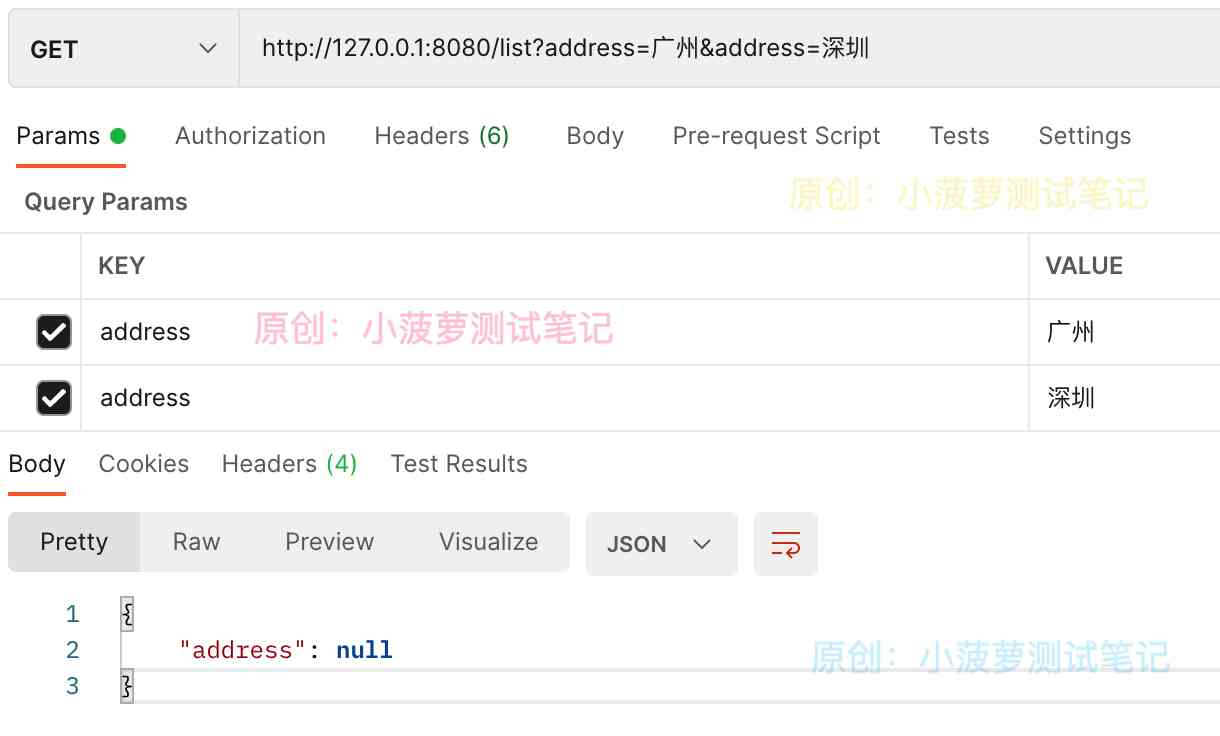 GET http://127.0.0.1:8080/list?address=广州&address=深圳
Params Authorization Headers (6) Body Pre-request Script Tests Settings
原创：小菠萝测试笔记
Query Params
KEY VALUE
address 原创：小菠萝测试笔记 广州
address 深圳
Body Cookies Headers (4) Test Results
Pretty Raw Preview Visualize JSON
1 {
2 "address": null
原创：小菠萝测试笔记
3 }